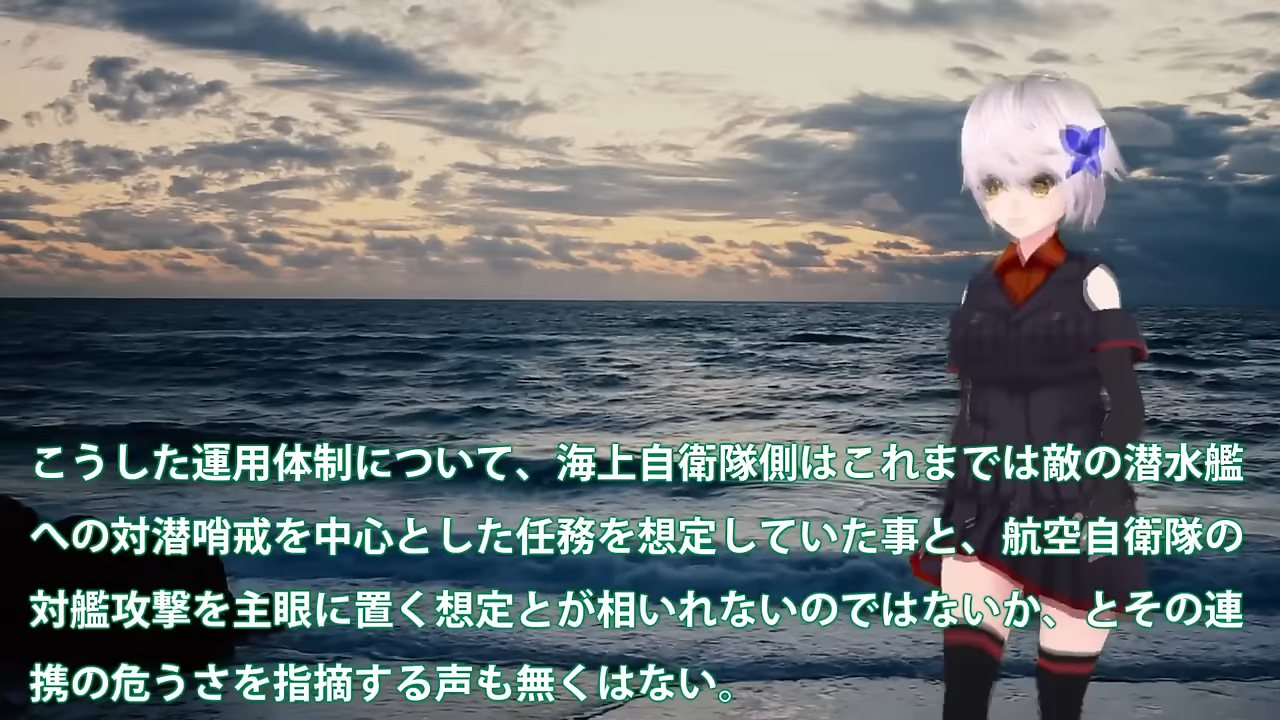 こうした運用体制について、海上自衛隊側はこれまでは敵の潜水艦
への対潜哨戒を中心とした任務を想定していた事と、航空自衛隊の
対艦攻撃を主眼に置く想定とが相いれないのではないか、とその連
携の危うさを指摘する声も無くはない。